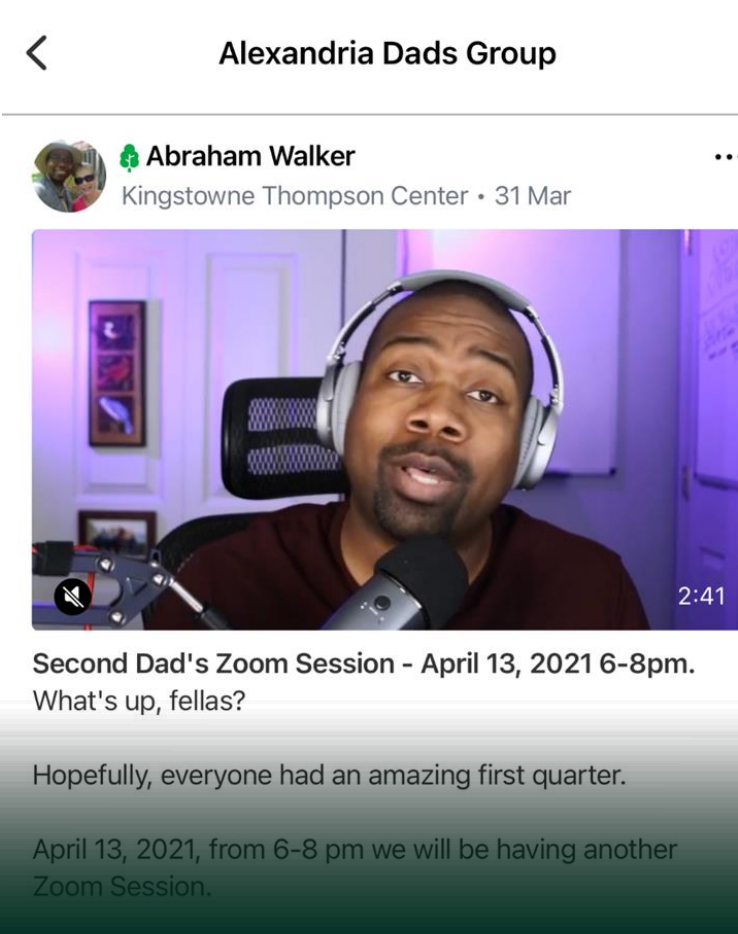 Alexandria Dads Group
Abraham Walker
Kingstowne Thompson Center • 31 Mar
2:41
Second Dad's Zoom Session - April 13, 2021 6-8pm.
What's up, fellas?
Hopefully, everyone had an amazing first quarter.
April 13, 2021, from 6-8 pm we will be having another
Zoom Session.